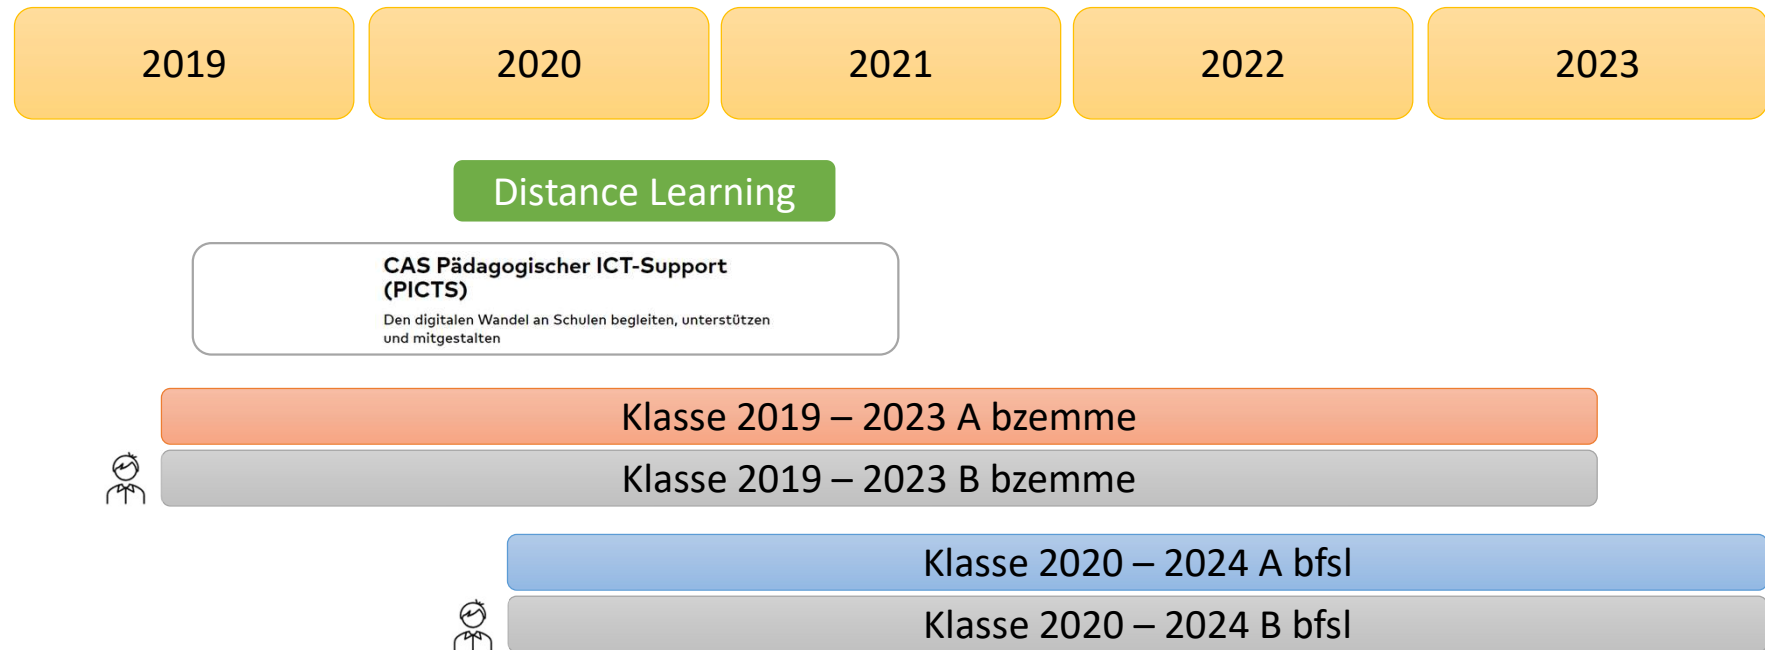 2019
2020
2021
2022
2023
Distance Learning
CAS Pädagogischer ICT-Support
(PICTS)
Den digitalen Wandel an Schulen begleiten, unterstützen
und mitgestalten
Klasse 2019 – 2023 A bzemme
Klasse 2019 – 2023 B bzemme
Klasse 2020 – 2024 A bfsl
Klasse 2020 – 2024 B bfsl